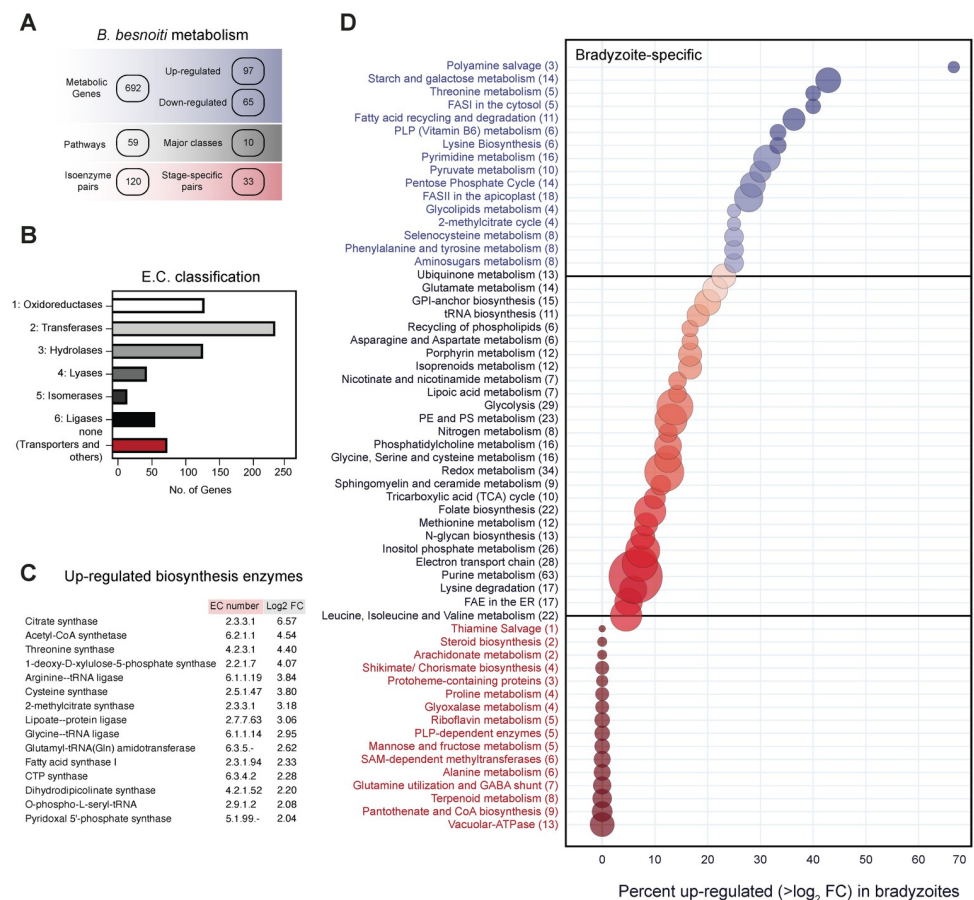 A
B. besnoiti metabolism
Metabolic Genes
692
Up-regulated
97
Down-regulated
65
Pathways
59
Major classes
10
Isoenzyme pairs
120
Stage-specific pairs
33
B
E.C. classification
1: Oxidoreductases
2: Transferases
3: Hydrolases
4: Lyases
5: Isomerases
6: Ligases
none
(Transporters and
others)
0 50 100 150 200 250
No. of Genes
C
Up-regulated biosynthesis enzymes
EC number Log2 FC
Citrate synthase 2.3.3.1 6.57
Acetyl-CoA synthetase 6.2.1.1 4.54
Threonine synthase 4.2.3.1 4.40
1-deoxy-D-xylulose-5-phosphate synthase 2.2.1.7 4.07
Arginine--tRNA ligase 6.1.1.19 3.84
Cysteine synthase 2.5.1.47 3.80
2-methylcitrate synthase 2.3.3.1 3.18
Lipoate--protein ligase 2.7.7.63 3.06
Glycine--tRNA ligase 6.1.1.14 2.95
Glutamyl-tRNA(Gln) amidotransferase 6.3.5.- 2.62
Fatty acid synthase I 2.3.1.94 2.33
CTP synthase 6.3.4.2 2.28
Dihydrodipicolinate synthase 4.2.1.52 2.20
O-phospho-L-seryl-tRNA 2.9.1.2 2.08
Pyridoxal 5'-phosphate synthase 5.1.99.- 2.04
D
Bradyzoite-specific
Polyamine salvage (3)
Starch and galactose metabolism (14)
Threonine metabolism (5)
FASI in the cytosol (5)
Fatty acid recycling and degradation (11)
PLP (Vitamin B6) metabolism (6)
Lysine Biosynthesis (6)
Pyrimidine metabolism (16)
Pyruvate metabolism (10)
Pentose Phosphate Cycle (14)
FASII in the apicoplast (18)
Glycolipids metabolism (4)
2-methylcitrate cycle (4)
Selenocysteine metabolism (8)
Phenylalanine and tyrosine metabolism (8)
Aminosugars metabolism (8)
Ubiquinone metabolism (13)
Glutamate metabolism (14)
GPI-anchor biosynthesis (15)
tRNA biosynthesis (11)
Recycling of phospholipids (6)
Asparagine and Aspartate metabolism (6)
Porphyrin metabolism (12)
Isoprenoids metabolism (12)
Nicotinate and nicotinamide metabolism (7)
Lipoic acid metabolism (7)
Glycolysis (29)
PE and PS metabolism (23)
Nitrogen metabolism (8)
Phosphatidylcholine metabolism (16)
Glycine, Serine and cysteine metabolism (16)
Redox metabolism (34)
Sphingomyelin and ceramide metabolism (9)
Tricarboxylic acid (TCA) cycle (10)
Folate biosynthesis (22)
Methionine metabolism (12)
N-glycan biosynthesis (13)
Inositol phosphate metabolism (26)
Electron transport chain (28)
Purine metabolism (63)
Lysine degradation (17)
FAE in the ER (17)
Leucine, Isoleucine and Valine metabolism (22)
Thiamine Salvage (1)
Steroid biosynthesis (2)
Arachidonate metabolism (2)
Shikimate/ Chorismate biosynthesis (4)
Protoheme-containing proteins (3)
Proline metabolism (4)
Glyoxalase metabolism (4)
Riboflavin metabolism (5)
PLP-dependent enzymes (5)
Mannose and fructose metabolism (5)
SAM-dependent methyltransferases (6)
Alanine metabolism (6)
Glutamine utilization and GABA shunt (7)
Terpenoid metabolism (8)
Pantothenate and CoA biosynthesis (9)
Vacuolar-ATPase (13)
0 10 20 30 40 50 60 70
Percent up-regulated (>log₂ FC) in bradyzoites